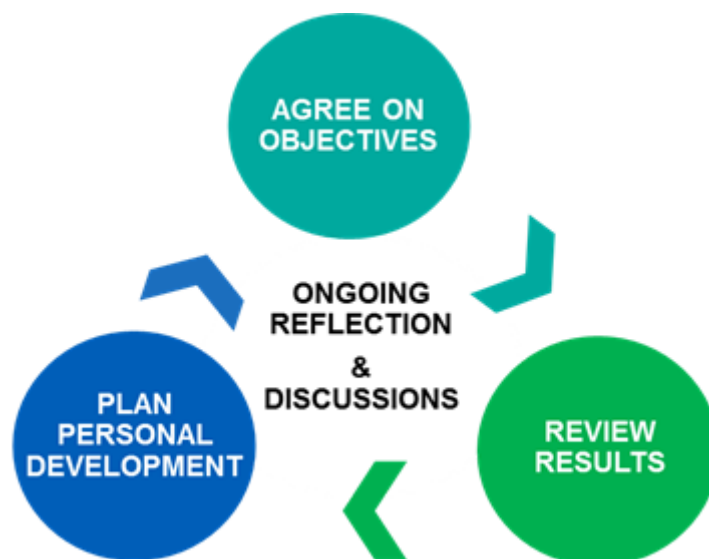 AGREE ON
OBJECTIVES
ONGOING
REFLECTION
&
DISCUSSIONS
PLAN
PERSONAL
DEVELOPMENT
REVIEW
RESULTS